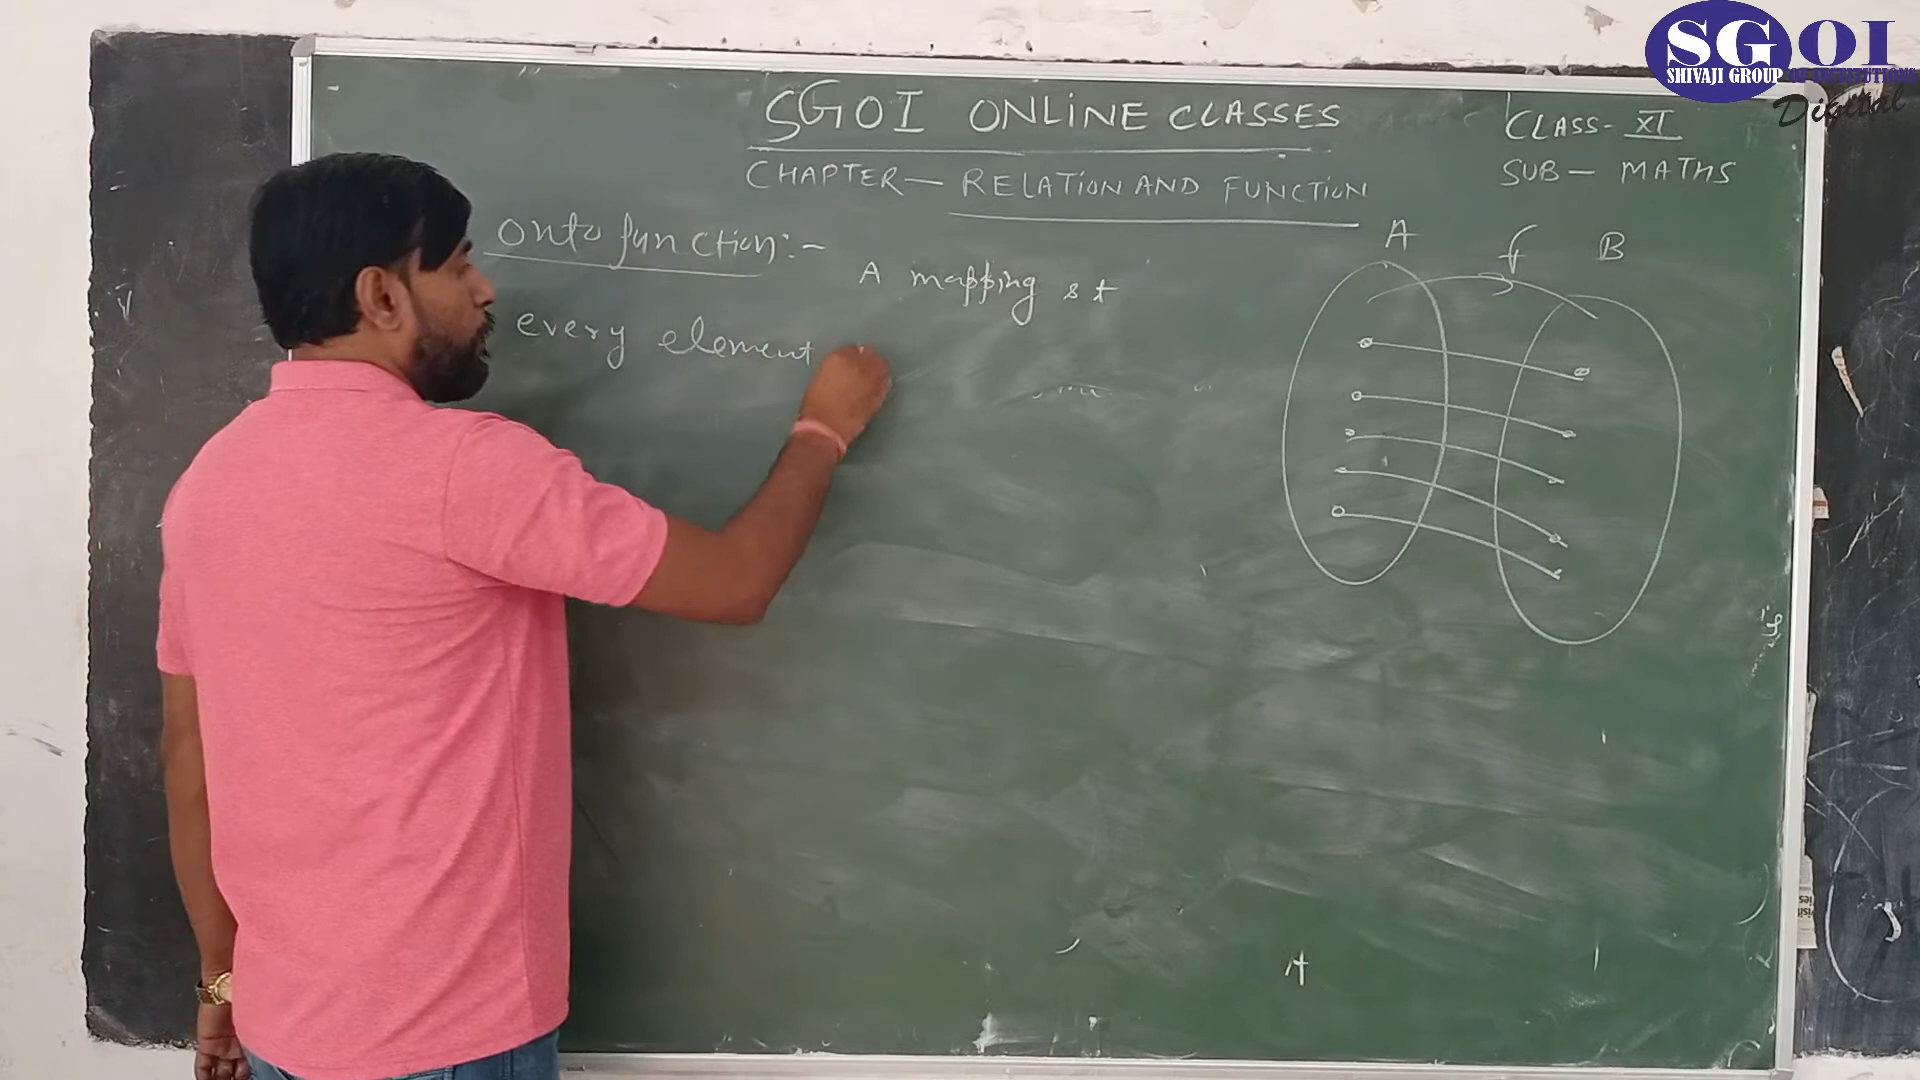 SGOI
SHIVAJI GROUP OF INSTITUTIONS
Digital
SGOI ONLINE CLASSES
CLASS- XI
CHAPTER- RELATION AND FUNCTION
SUB- MATHS
onto function:-
A mapping s t
every element
A f B